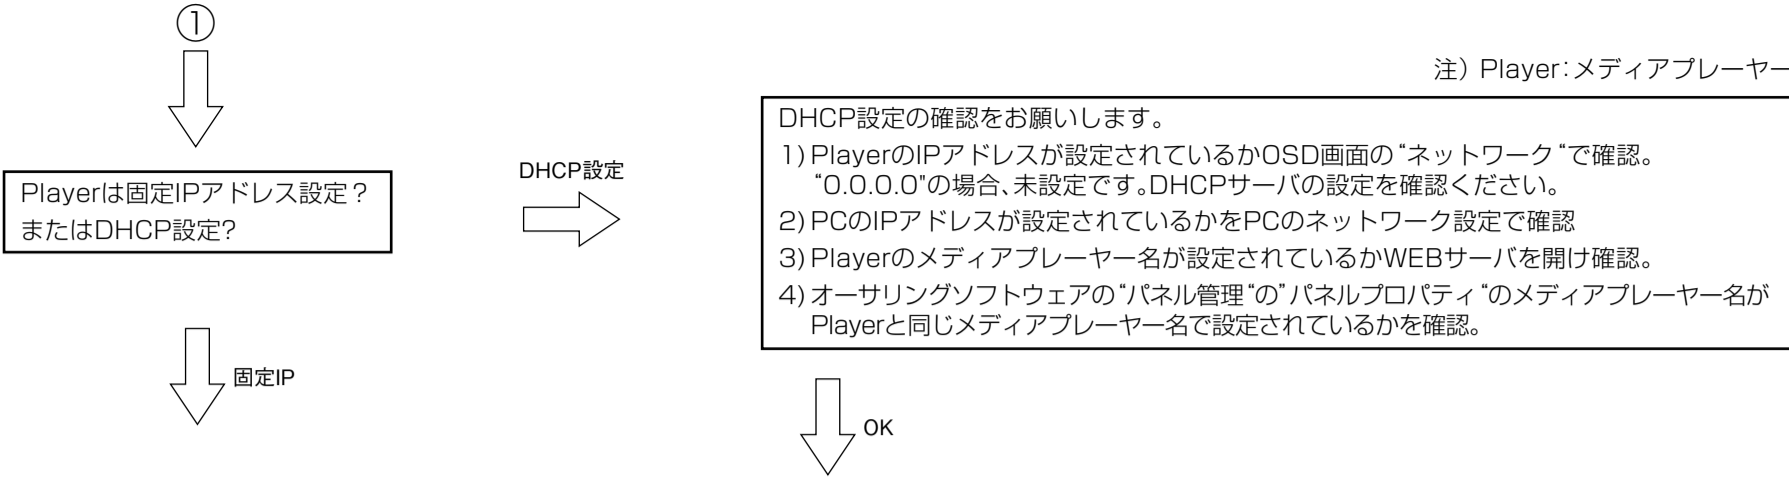 ①
注）Player：メディアプレーヤー
Playerは固定IPアドレス設定？
またはDHCP設定?
DHCP設定
DHCP設定の確認をお願いします。
1) PlayerのIPアドレスが設定されているかOSD画面の“ネットワーク“で確認。
“0.0.0.0"の場合、未設定です。DHCPサーバの設定を確認ください。
2) PCのIPアドレスが設定されているかをPCのネットワーク設定で確認
3) Playerのメディアプレーヤー名が設定されているかWEBサーバを開け確認。
4) オーサリングソフトウェアの“パネル管理“の”パネルプロパティ“のメディアプレーヤー名が
Playerと同じメディアプレーヤー名で設定されているかを確認。
固定IP
OK